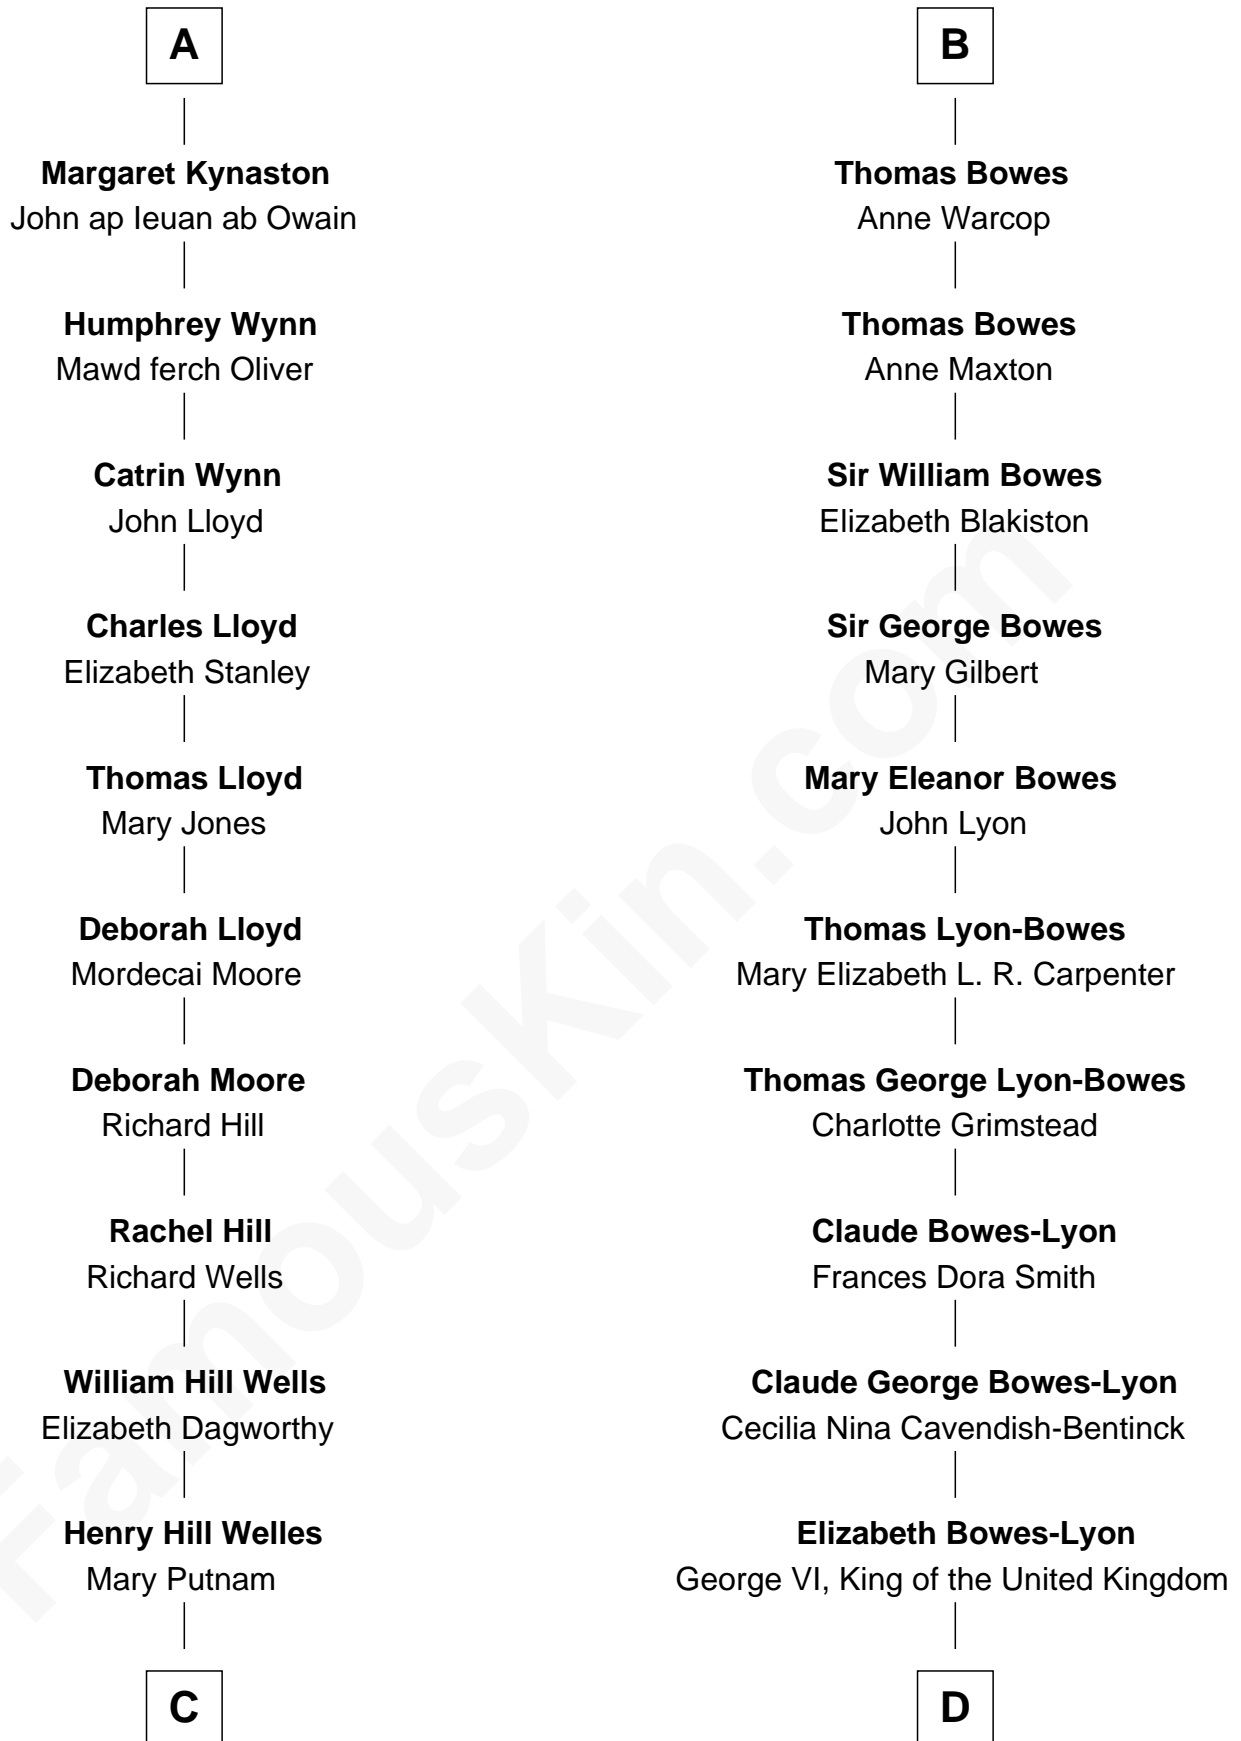 A
Margaret Kynaston
John ap Ieuan ab Owain
Humphrey Wynn
Mawd ferch Oliver
Catrin Wynn
John Lloyd
Charles Lloyd
Elizabeth Stanley
Thomas Lloyd
Mary Jones
Deborah Lloyd
Mordecai Moore
Deborah Moore
Richard Hill
Rachel Hill
Richard Wells
William Hill Wells
Elizabeth Dagworthy
Henry Hill Welles
Mary Putnam
C
B
Thomas Bowes
Anne Warcop
Thomas Bowes
Anne Maxton
Sir William Bowes
Elizabeth Blakiston
Sir George Bowes
Mary Gilbert
Mary Eleanor Bowes
John Lyon
Thomas Lyon-Bowes
Mary Elizabeth L. R. Carpenter
Thomas George Lyon-Bowes
Charlotte Grimstead
Claude Bowes-Lyon
Frances Dora Smith
Claude George Bowes-Lyon
Cecilia Nina Cavendish-Bentinck
Elizabeth Bowes-Lyon
George VI, King of the United Kingdom
D
FamousKin.com